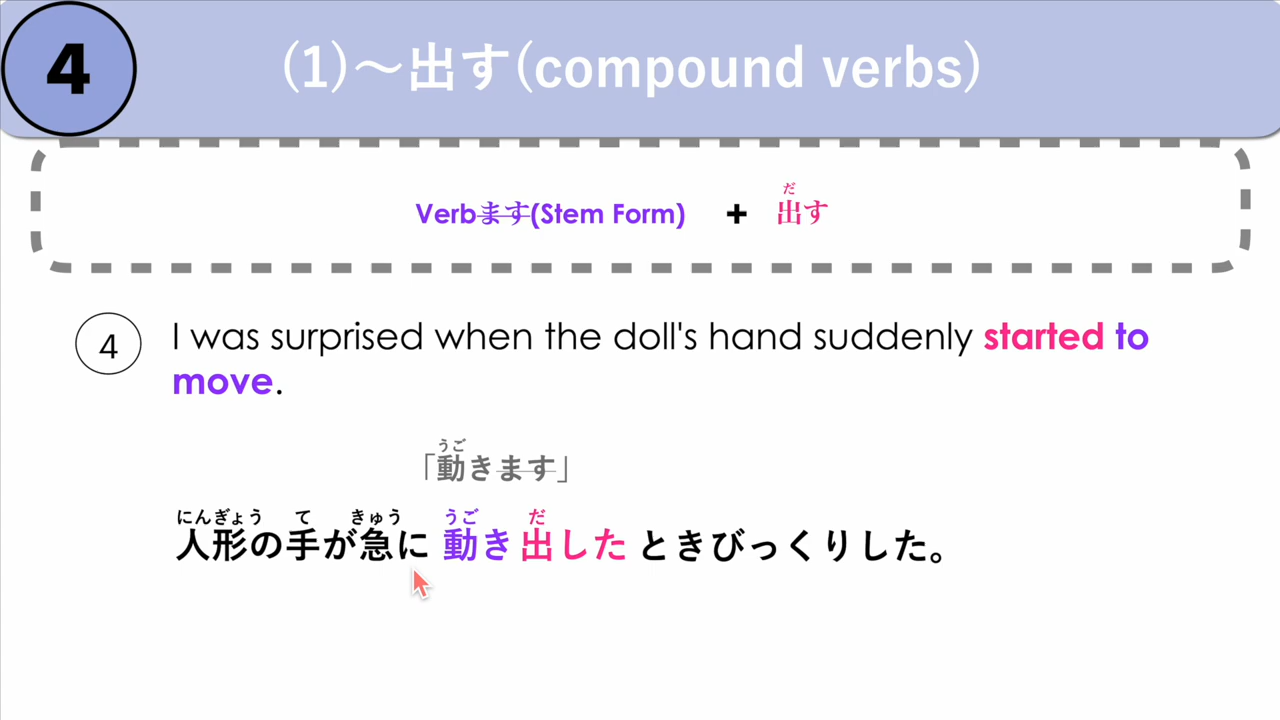 4
(1)～出す(compound verbs)
だ
Verbます(Stem Form) + 出す
4
I was surprised when the doll's hand suddenly started to
move.
うご
「動きます」
にんぎょう て きゅう うご だ
人形の手が急に 動き 出した ときびっくりした。